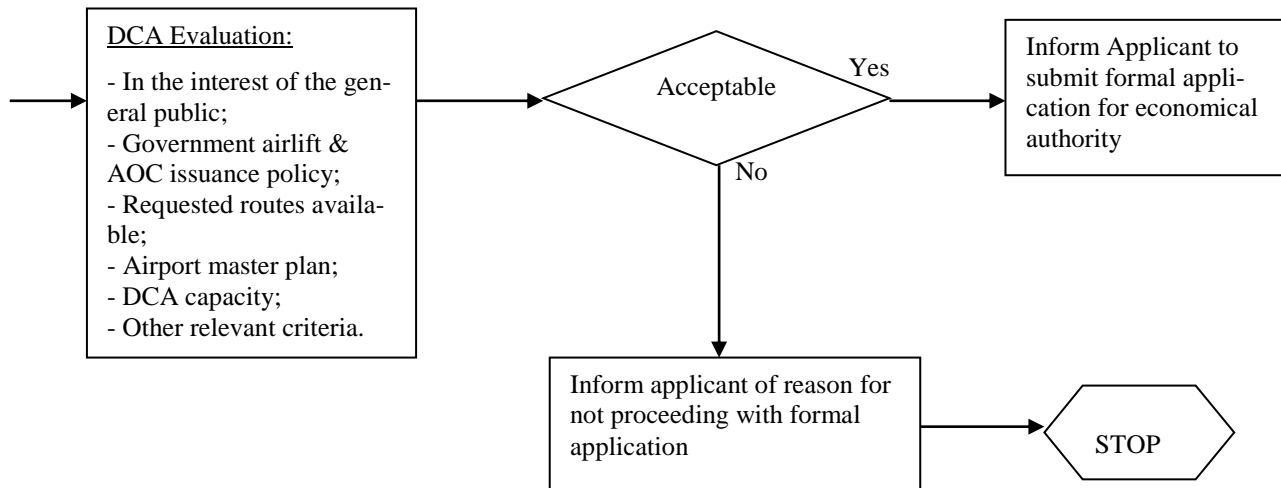 DCA Evaluation:
- In the interest of the gen-
eral public;
- Government airlift &
AOC issuance policy;
- Requested routes availa-
ble;
- Airport master plan;
- DCA capacity;
- Other relevant criteria.
Acceptable
Yes
No
Inform Applicant to
submit formal appli-
cation for economical
authority
Inform applicant of reason for
not proceeding with formal
application
STOP